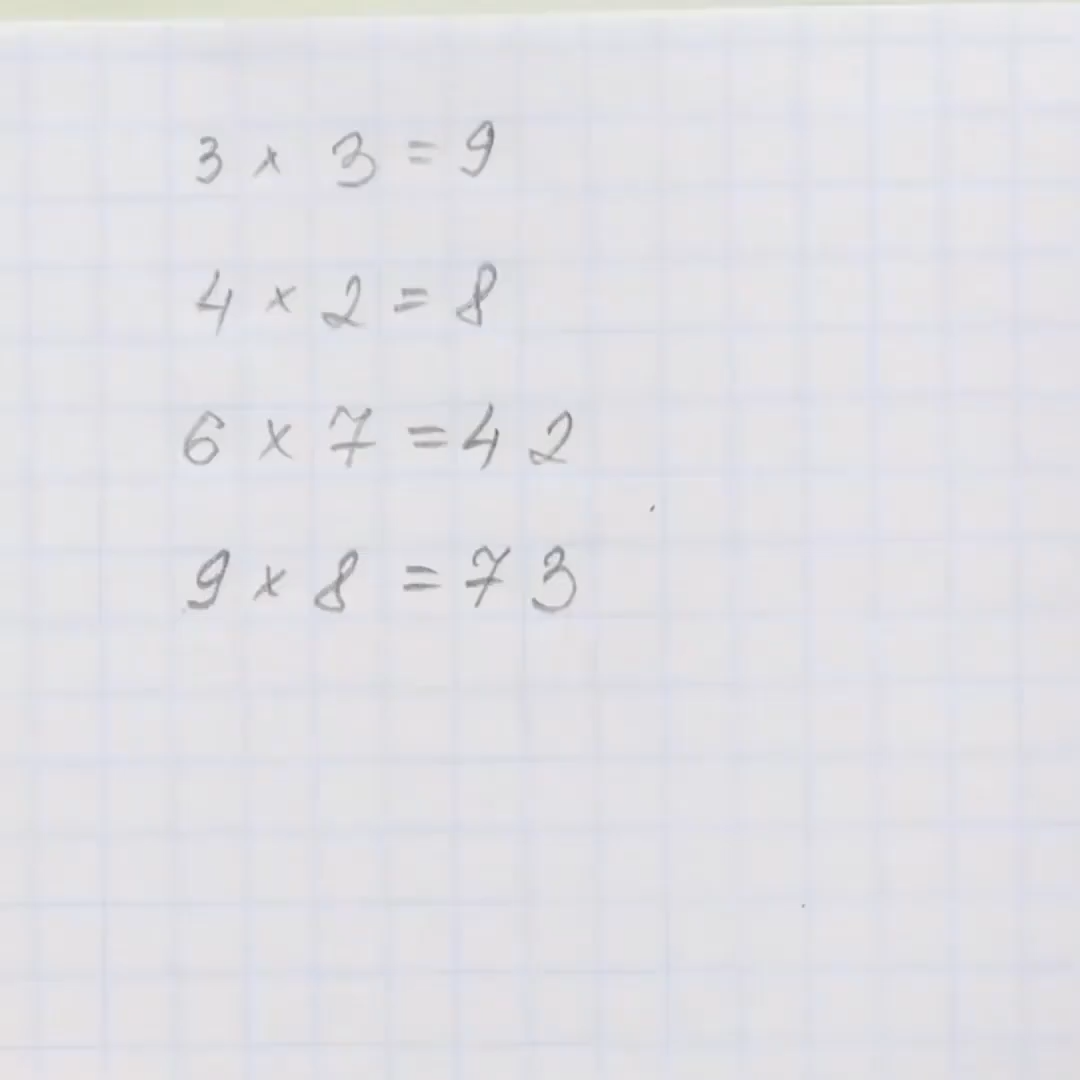 3 × 3 = 9
4 × 2 = 8
6 × 7 = 42
9 × 8 = 73